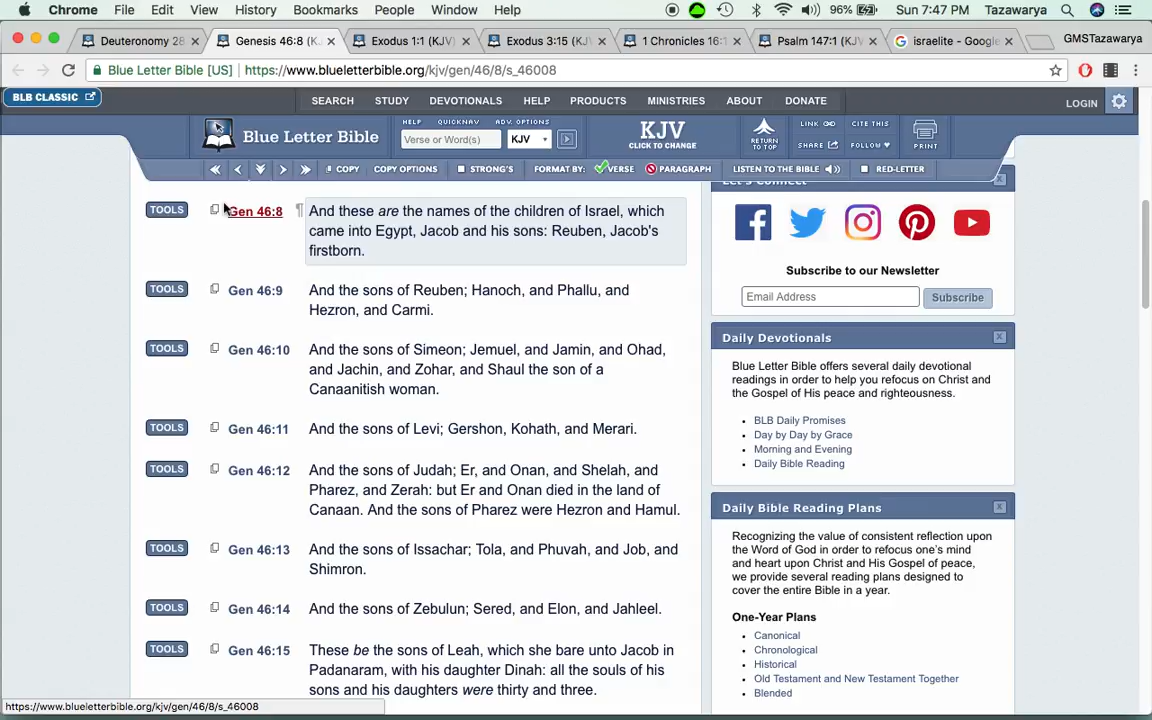 Chrome File Edit View History Bookmarks People Window Help 96% Sun 7:47 PM Tazawarya
Deuteronomy 28 Genesis 46:8 (K Exodus 1:1 (KJV) Exodus 3:15 (KJV 1 Chronicles 16: Psalm 147:1 (KJV israelite - Google GMSTazawarya
Blue Letter Bible [US] https://www.blueletterbible.org/kjv/gen/46/8/s_46008
BLB CLASSIC
SEARCH STUDY DEVOTIONALS HELP PRODUCTS MINISTRIES ABOUT DONATE LOGIN
HELP QUICKNAV ADV. OPTIONS
Blue Letter Bible
Verse or Word(s) KJV
KJV
CLICK TO CHANGE
RETURN
TO TOP
LINK CITE THIS
SHARE FOLLOW
PRINT
COPY COPY OPTIONS STRONG'S FORMAT BY: VERSE PARAGRAPH LISTEN TO THE BIBLE RED-LETTER
TOOLS Gen 46:8 ¶ And these are the names of the children of Israel, which
came into Egypt, Jacob and his sons: Reuben, Jacob's
firstborn.
TOOLS Gen 46:9 And the sons of Reuben; Hanoch, and Phallu, and
Hezron, and Carmi.
TOOLS Gen 46:10 And the sons of Simeon; Jemuel, and Jamin, and Ohad,
and Jachin, and Zohar, and Shaul the son of a
Canaanitish woman.
TOOLS Gen 46:11 And the sons of Levi; Gershon, Kohath, and Merari.
TOOLS Gen 46:12 And the sons of Judah; Er, and Onan, and Shelah, and
Pharez, and Zerah: but Er and Onan died in the land of
Canaan. And the sons of Pharez were Hezron and Hamul.
TOOLS Gen 46:13 And the sons of Issachar; Tola, and Phuvah, and Job, and
Shimron.
TOOLS Gen 46:14 And the sons of Zebulun; Sered, and Elon, and Jahleel.
TOOLS Gen 46:15 These be the sons of Leah, which she bare unto Jacob in
Padanaram, with his daughter Dinah: all the souls of his
sons and his daughters were thirty and three.
Let's Connect
Subscribe to our Newsletter
Email Address Subscribe
Daily Devotionals
Blue Letter Bible offers several daily devotional
readings in order to help you refocus on Christ and
the Gospel of His peace and righteousness.
BLB Daily Promises
Day by Day by Grace
Morning and Evening
Daily Bible Reading
Daily Bible Reading Plans
Recognizing the value of consistent reflection upon
the Word of God in order to refocus one's mind
and heart upon Christ and His Gospel of peace,
we provide several reading plans designed to
cover the entire Bible in a year.
One-Year Plans
Canonical
Chronological
Historical
Old Testament and New Testament Together
Blended
https://www.blueletterbible.org/kjv/gen/46/8/s_46008